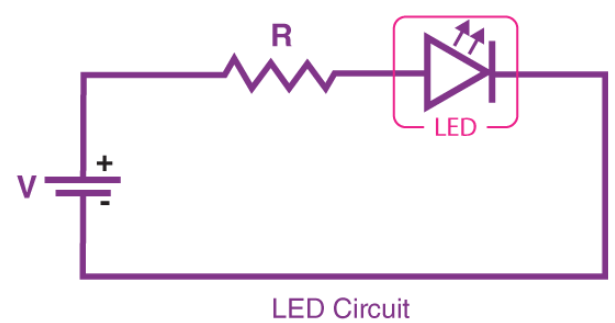 R
LED
+
V
-
LED Circuit